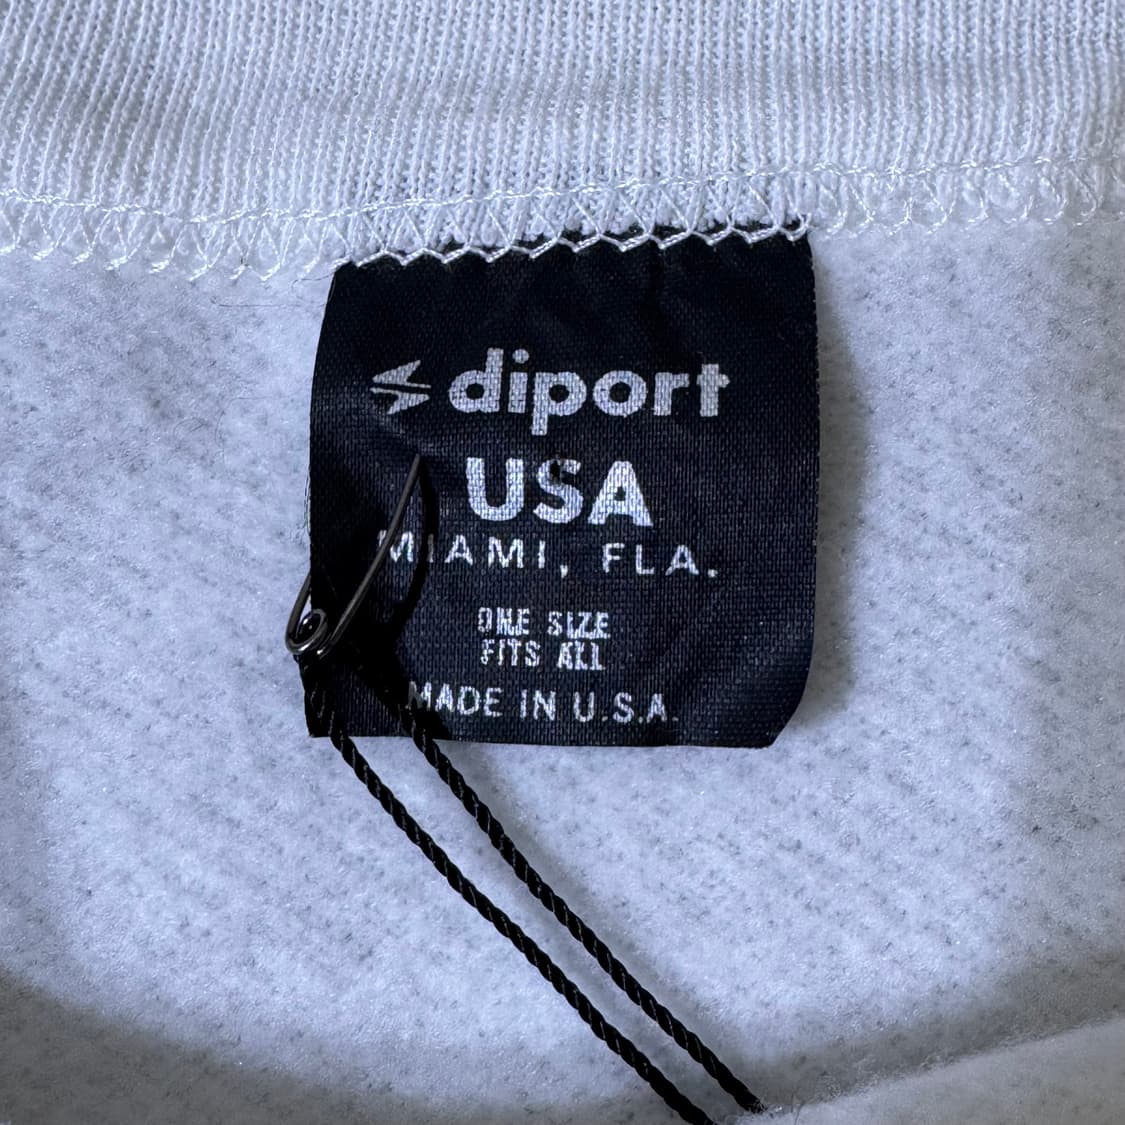 diport
USA
MIAMI, FLA.
ONE SIZE
FITS ALL
MADE IN U.S.A.